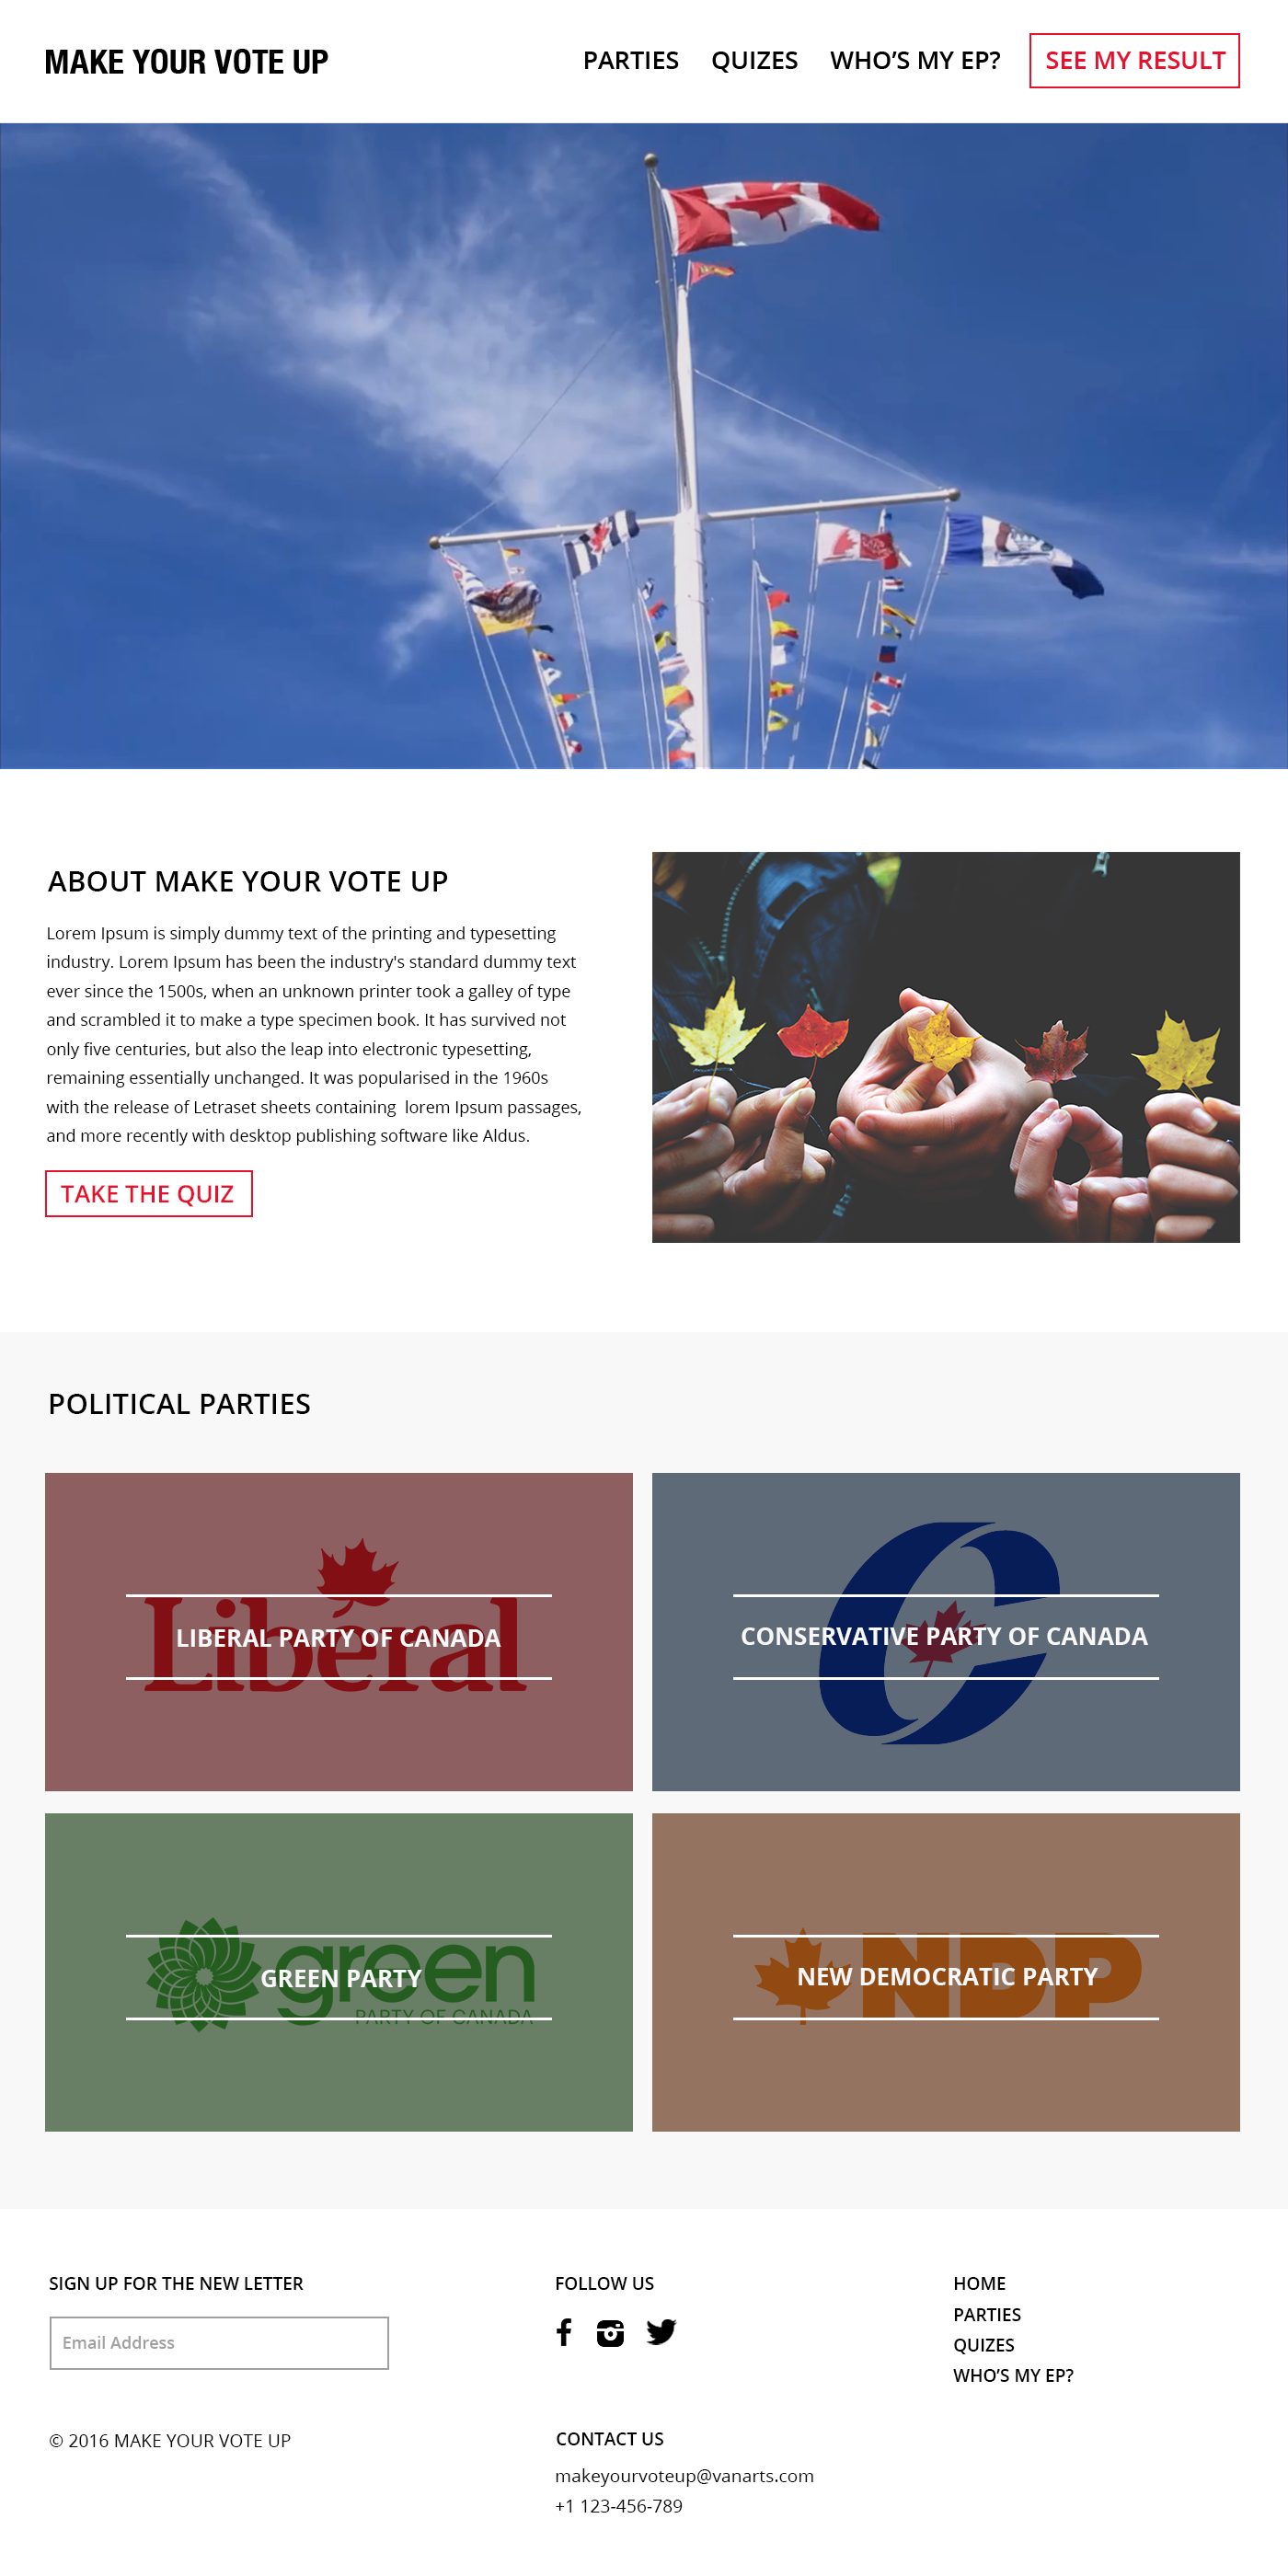 MAKE YOUR VOTE UP
PARTIES QUIZES WHO'S MY EP? SEE MY RESULT
ABOUT MAKE YOUR VOTE UP
Lorem Ipsum is simply dummy text of the printing and typesetting
industry. Lorem Ipsum has been the industry's standard dummy text
ever since the 1500s, when an unknown printer took a galley of type
and scrambled it to make a type specimen book. It has survived not
only five centuries, but also the leap into electronic typesetting,
remaining essentially unchanged. It was popularised in the 1960s
with the release of Letraset sheets containing  lorem Ipsum passages,
and more recently with desktop publishing software like Aldus.
TAKE THE QUIZ
POLITICAL PARTIES
Liberal
LIBERAL PARTY OF CANADA
C
CONSERVATIVE PARTY OF CANADA
green
GREEN PARTY
PARTY OF CANADA
NDP
NEW DEMOCRATIC PARTY
SIGN UP FOR THE NEW LETTER
Email Address
© 2016 MAKE YOUR VOTE UP
FOLLOW US
CONTACT US
makeyourvoteup@vanarts.com
+1 123-456-789
HOME
PARTIES
QUIZES
WHO'S MY EP?